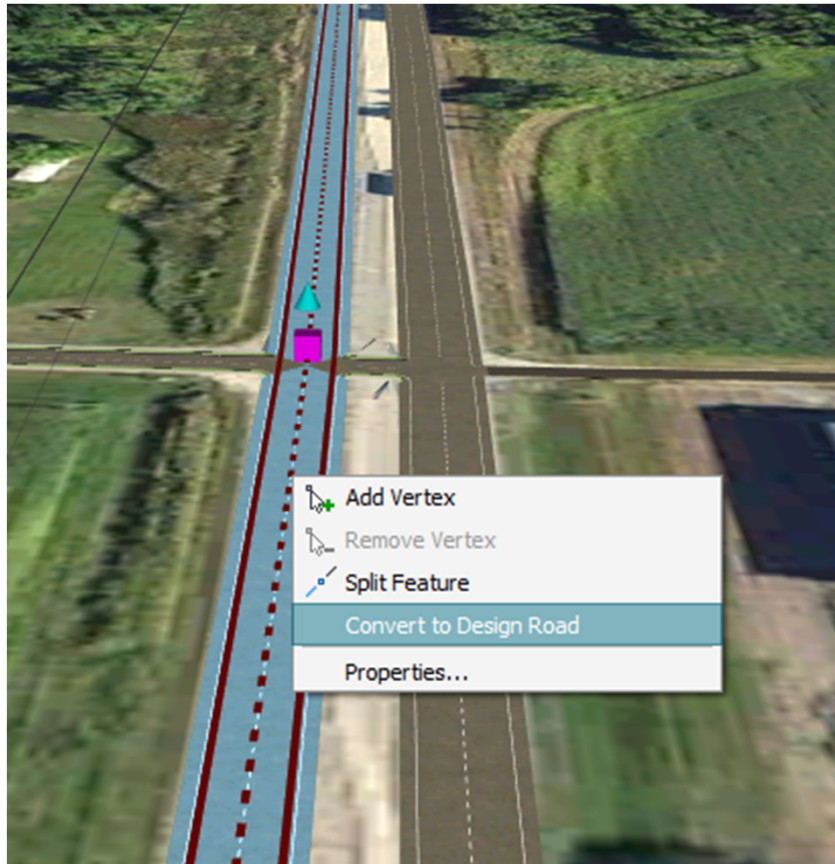 Add Vertex
Remove Vertex
Split Feature
Convert to Design Road
Properties...